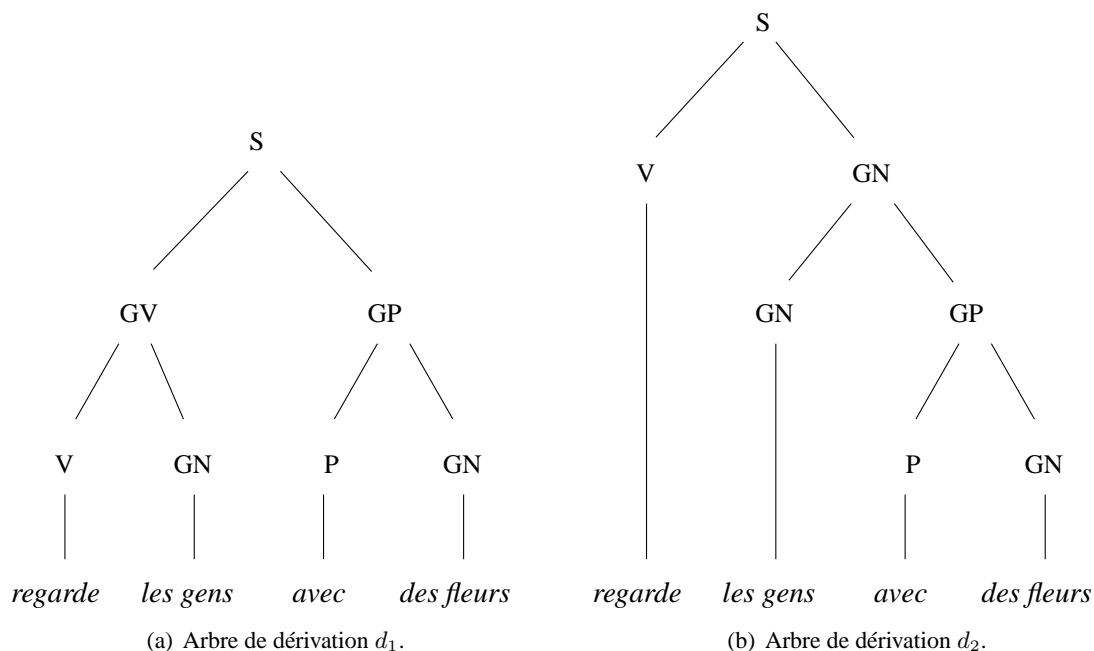 S
S
V GN
GV GP
GN GP
V GN P GN
P GN
regarde les gens avec des fleurs
regarde les gens avec des fleurs
(a) Arbre de dérivation d₁.
(b) Arbre de dérivation d₂.